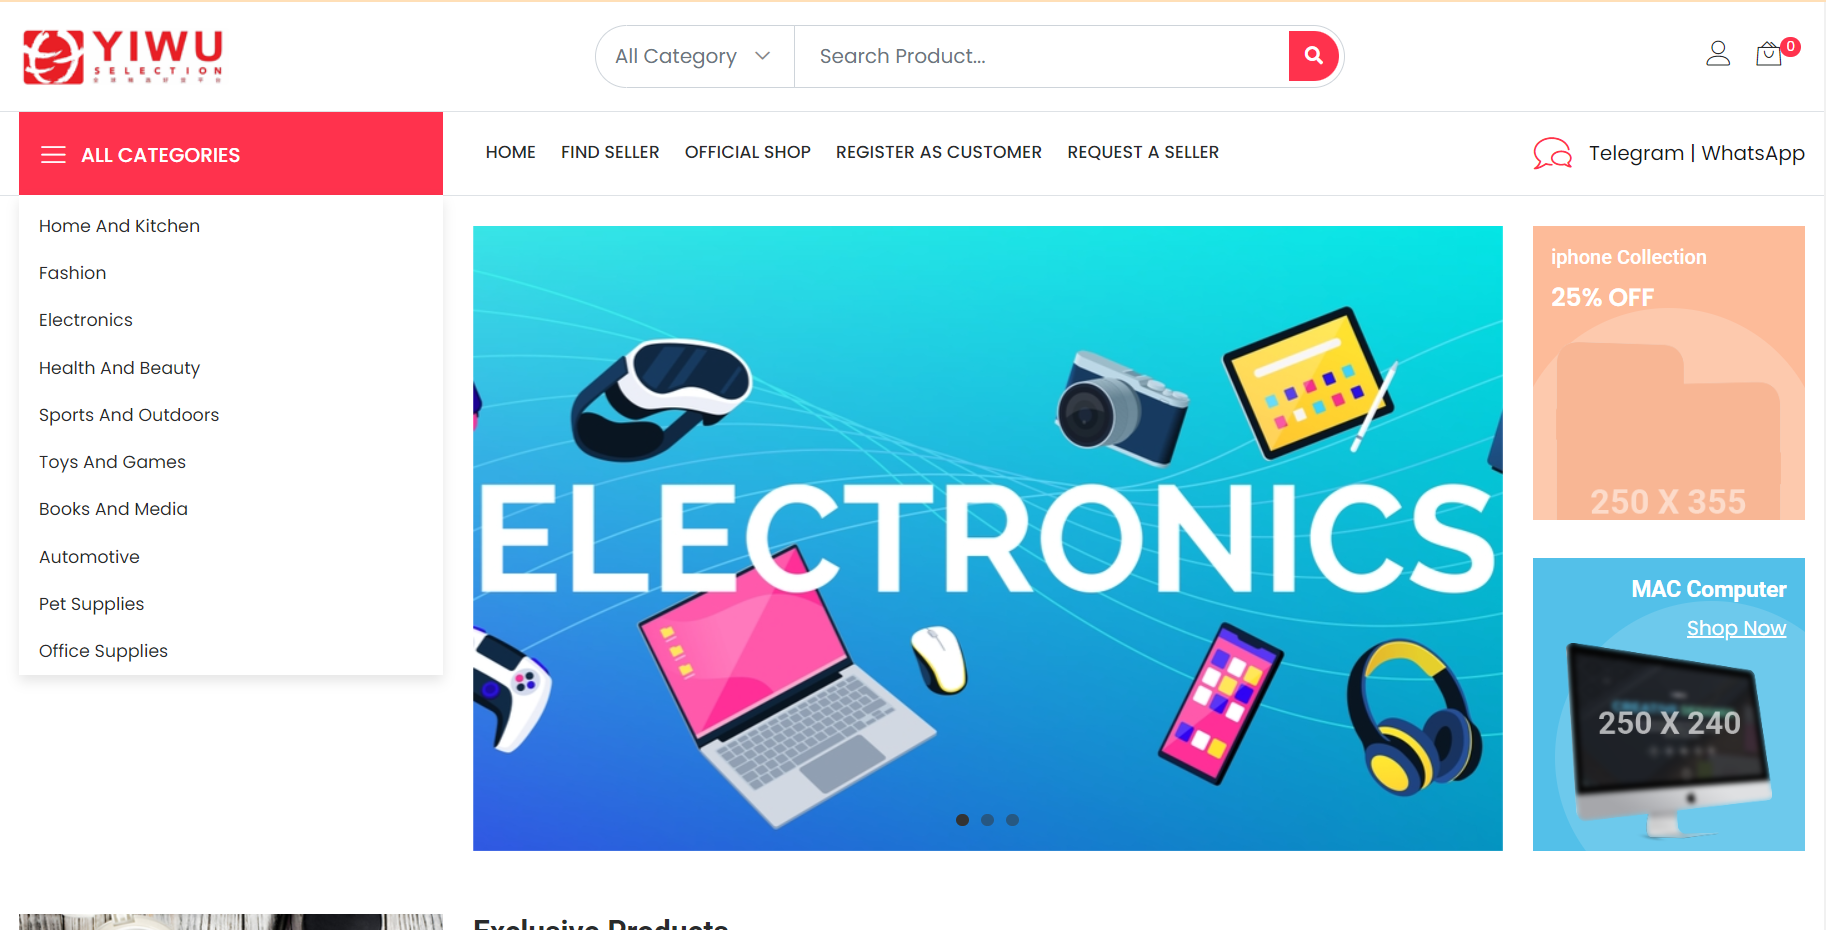 YIWU
SELECTION
All Category
Search Product...
0
ALL CATEGORIES
HOME
FIND SELLER
OFFICIAL SHOP
REGISTER AS CUSTOMER
REQUEST A SELLER
Telegram | WhatsApp
Home And Kitchen
Fashion
Electronics
Health And Beauty
Sports And Outdoors
Toys And Games
Books And Media
Automotive
Pet Supplies
Office Supplies
ELECTRONICS
iphone Collection
25% OFF
250 X 355
MAC Computer
Shop Now
250 X 240
Exclusive Products